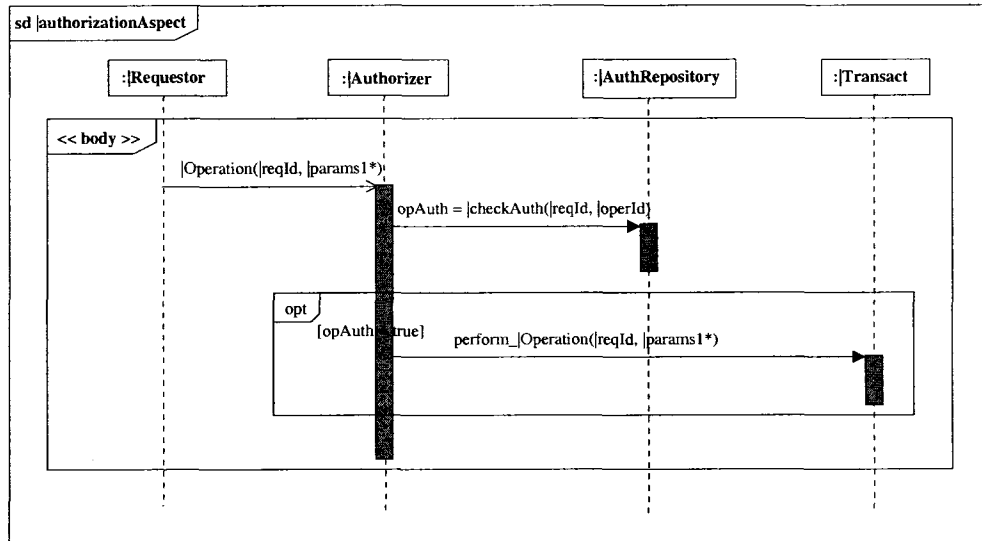 sd |authorizationAspect
:|Requestor
:|Authorizer
:|AuthRepository
:|Transact
<< body >>
|Operation(|reqId, |params1*)
opAuth = |checkAuth(|reqId, |operId)
opt
[opAuth true]
perform_|Operation(|reqId, |params1*)